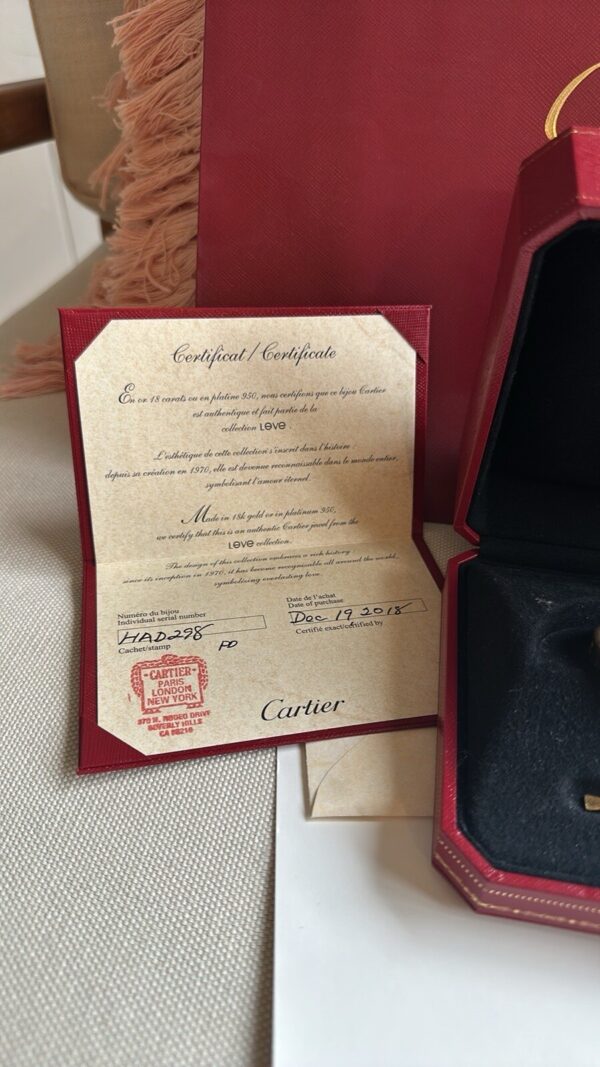 Certificat / Certificate
En or 18 carats ou en platine 950, nous certifions que ce bijou Cartier
est authentique et fait partie de la
collection LOVE .
L'esthétique de cette collection s'inscrit dans l'histoire :
depuis sa création en 1970, elle est devenue reconnaissable dans le monde entier,
symbolisant l'amour éternel.
Made in 18k gold or in platinum 950,
we certify that this is an authentic Cartier jewel from the
LOVE collection.
The design of this collection embraces a rich history
since its inception in 1970, it has become recognisable all around the world,
symbolising everlasting love.
Numéro du bijou
Individual serial number
HAD298
Cachet/stamp
Date de l'achat
Date of purchase
Dec 19, 2018
Certifié exact/certified by
CARTIER
PARIS
LONDON
NEW YORK
370 N. RODEO DRIVE
BEVERLY HILLS
CA 90210
Cartier